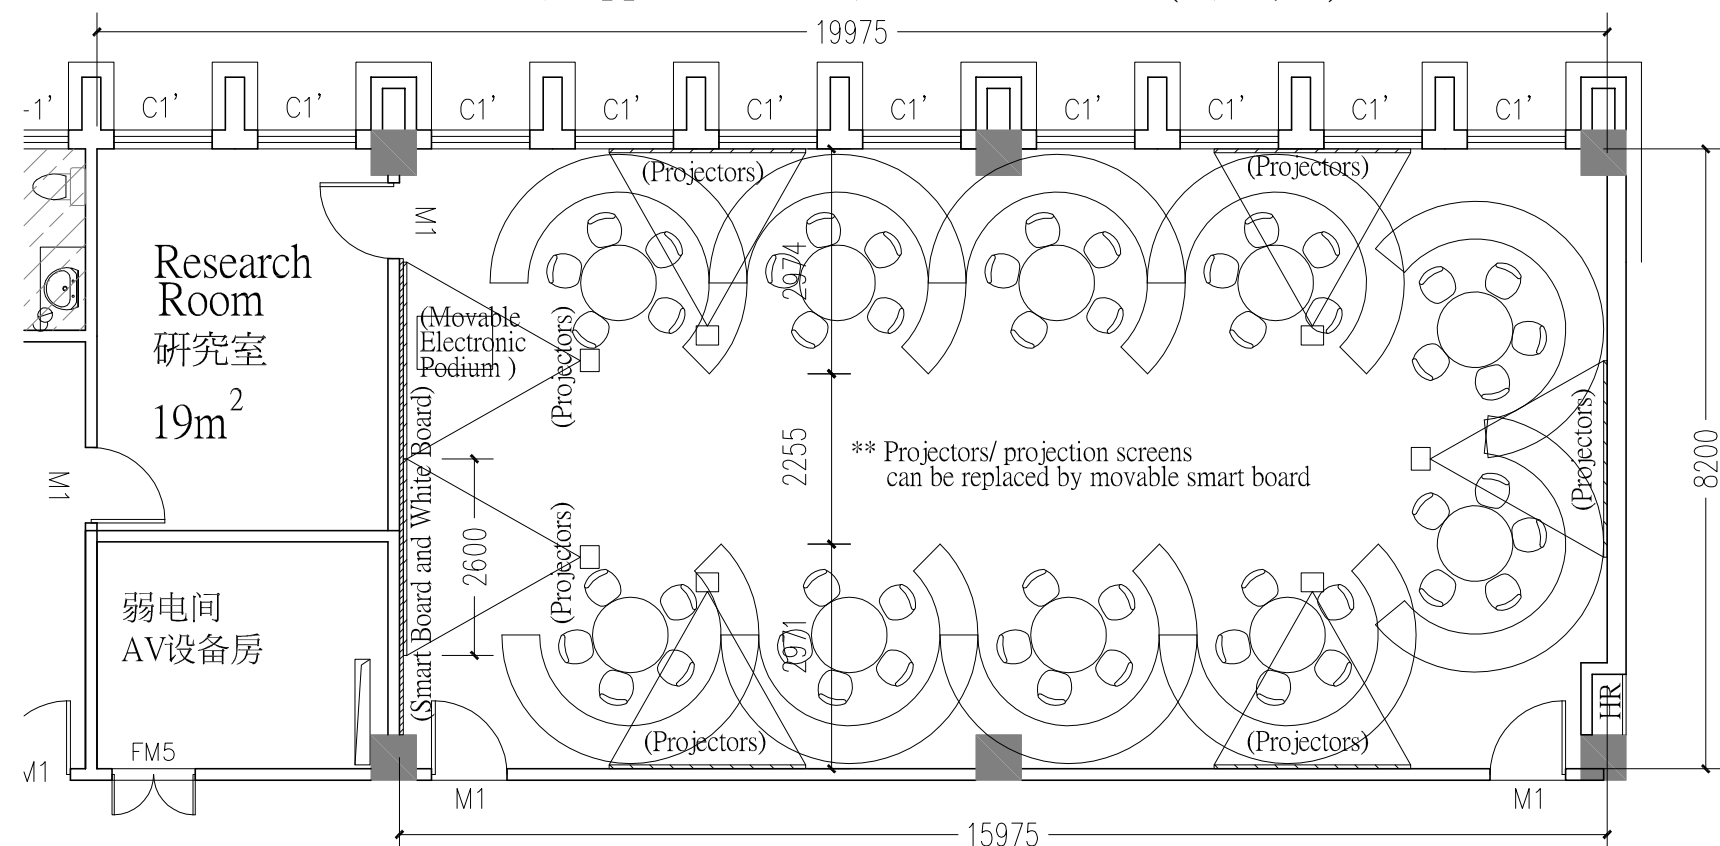 19975
-1'
C1'
C1'
C1'
C1'
C1'
C1'
C1'
C1'
C1'
C1'
(Projectors)
(Projectors)
M1
Research
Room
研究室
19m2
(Movable
Electronic
Podium )
(Projectors)
2974
(Smart Board and White Board)
2255
** Projectors/ projection screens
can be replaced by movable smart board
(Projectors)
8200
M1
2600
(Projectors)
弱电间
AV设备房
2971
HR
(Projectors)
(Projectors)
FM5
M1
M1
M1
15975